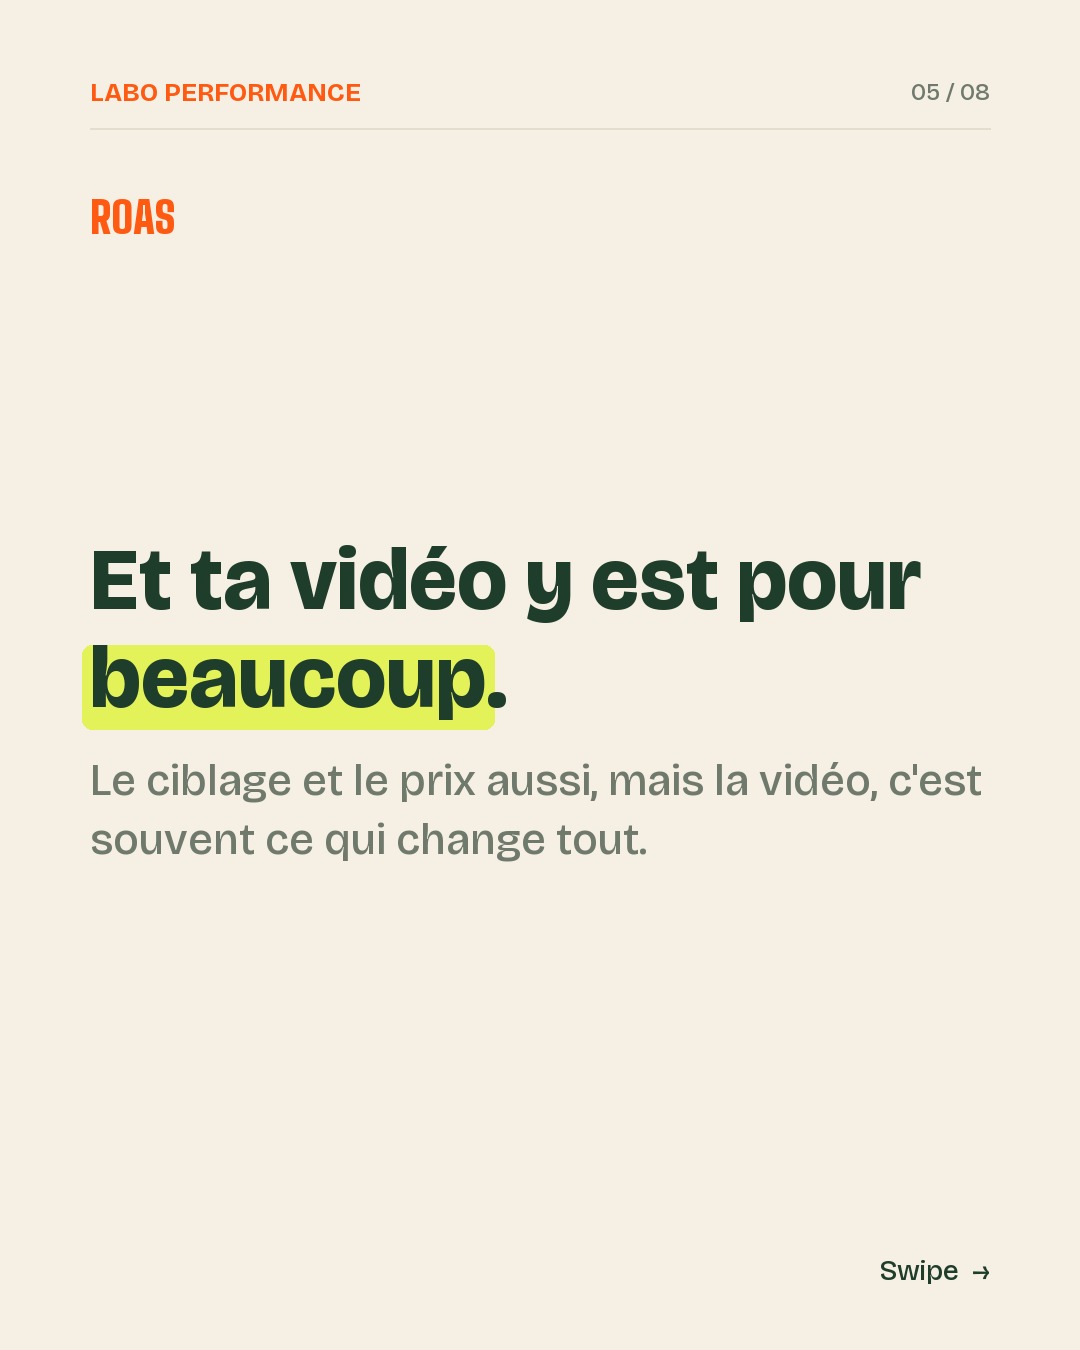 LABO PERFORMANCE
05 / 08
ROAS
Et ta vidéo y est pour
beaucoup.
Le ciblage et le prix aussi, mais la vidéo, c'est
souvent ce qui change tout.
Swipe →